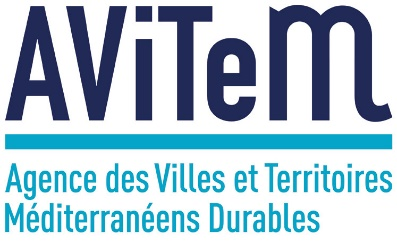 AViTeM
Agence des Villes et Territoires
Méditerranéens Durables